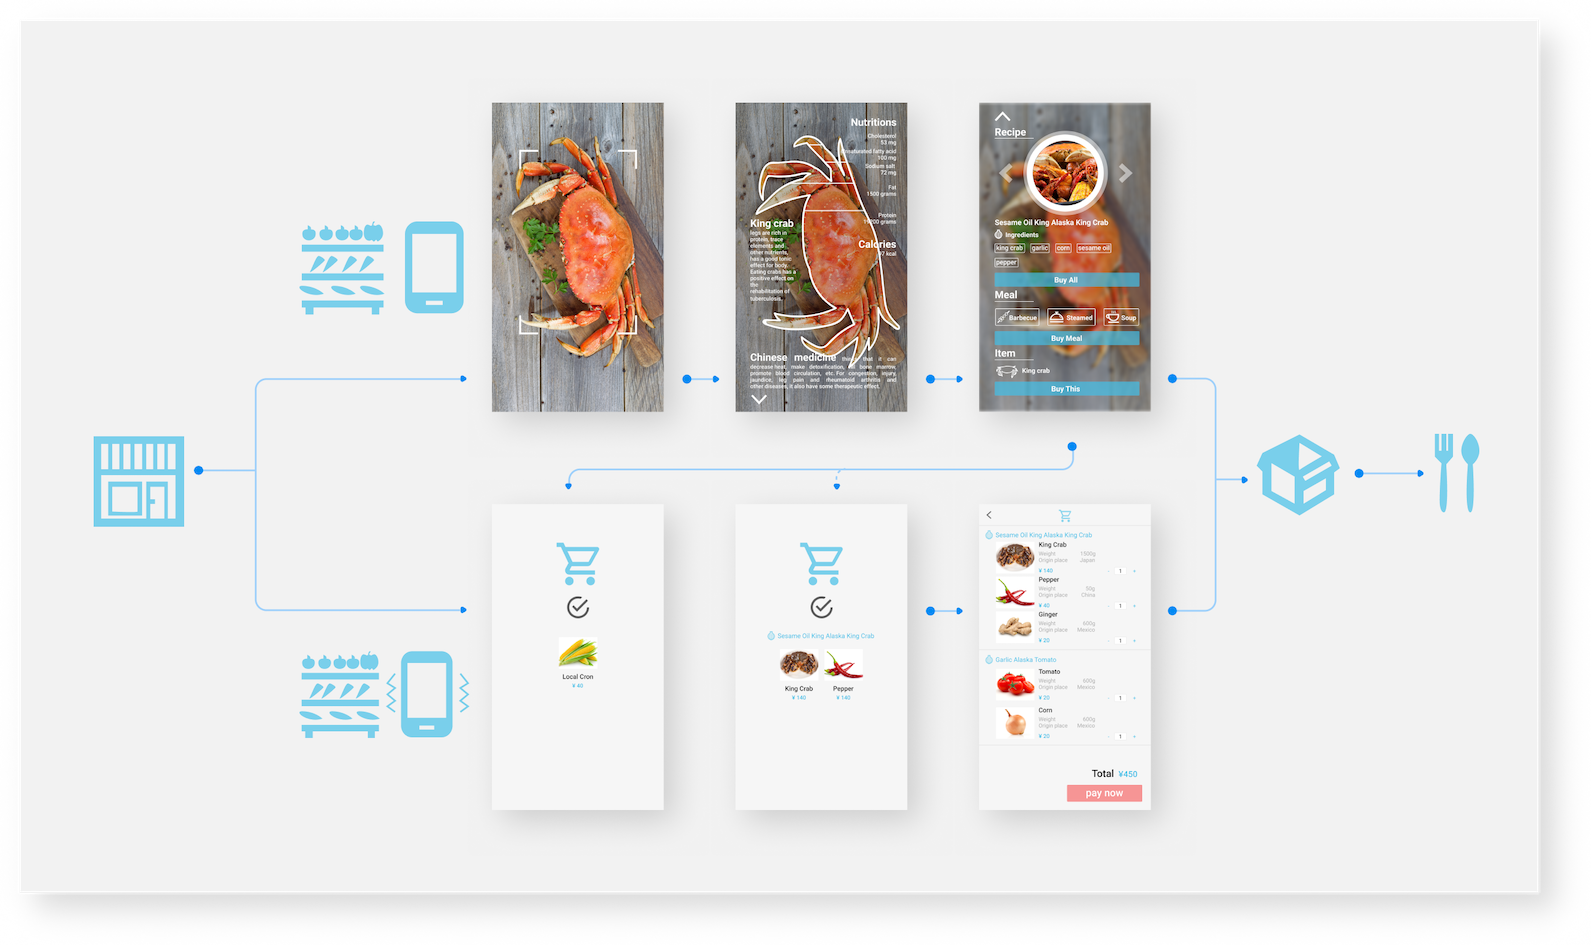 Nutritions
Cholesterol
53 mg
100 mg
Sodium salt
72 mg
Fat
1500 grams
Protein
grams
Calories
kcal
King crab
legs are rich in
protein, trace
elements and
other nutrients,
has a good tonic
effect for body.
Eating crabs has a
positive effect on
the
rehabilitation of
tuberculosis.
Chinese medicine things that it can
decrease heat, make detoxification, bone marrow,
promote blood circulation, etc. For congestion, injury,
jaundice, leg pain and rheumatoid arthritis and
other diseases, it also have some therapeutic effect.
Recipe
Sesame Oil King Alaska King Crab
Ingredients
king crab garlic corn sesame oil
pepper
Buy All
Meal
Barbecue Steamed Soup
Buy Meal
Item
King crab
Buy This
Local Cron
¥ 40
Sesame Oil King Alaska King Crab
King Crab Pepper
¥ 140 ¥ 140
Sesame Oil King Alaska King Crab
King Crab
Weight 1500g
Origin place Japan
¥ 140 - 1 +
Pepper
Weight 50g
Origin place China
¥ 40 - 1 +
Ginger
Weight 600g
Origin place Mexico
¥ 20 - 1 +
Garlic Alaska Tomato
Tomato
Weight 600g
Origin place Mexico
¥ 20 - 1 +
Corn
Weight 600g
Origin place Mexico
¥ 20 - 1 +
Total ¥450
pay now